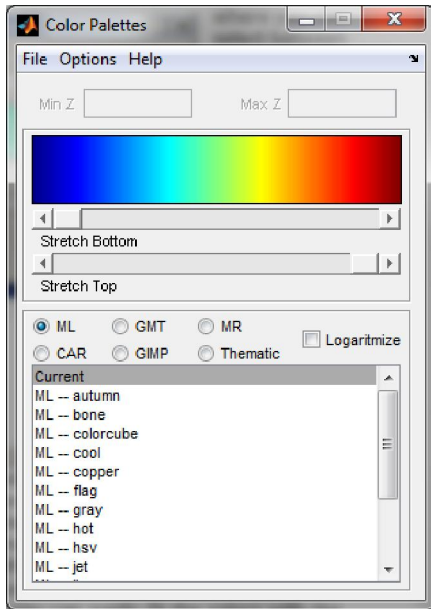 Color Palettes
File Options Help
Min Z Max Z
Stretch Bottom
Stretch Top
ML GMT MR
Logaritmize
CAR GIMP Thematic
Current
ML -- autumn
ML -- bone
ML -- colorcube
ML -- cool
ML -- copper
ML -- flag
ML -- gray
ML -- hot
ML -- hsv
ML -- jet